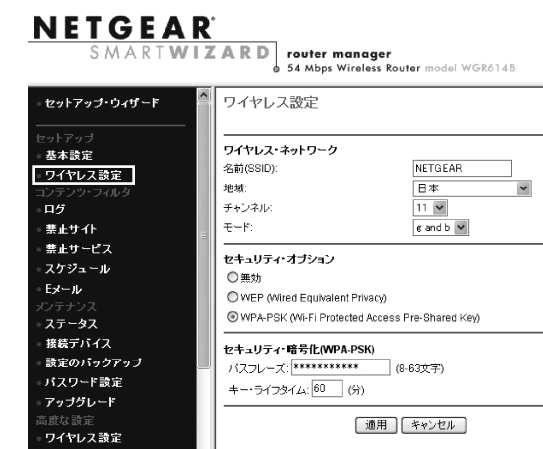 NETGEAR
SMARTWIZARD router manager
54 Mbps Wireless Router model WGR614B
セットアップ・ウィザード
セットアップ
基本設定
ワイヤレス設定
コンテンツ・フィルタ
ログ
禁止サイト
禁止サービス
スケジュール
Eメール
メンテナンス
ステータス
接続デバイス
設定のバックアップ
パスワード設定
アップグレード
高度な設定
ワイヤレス設定
ワイヤレス設定
ワイヤレス・ネットワーク
名前(SSID): NETGEAR
地域: 日本
チャンネル: 11
モード: g and b
セキュリティ・オプション
無効
WEP (Wired Equivalent Privacy)
WPA-PSK (Wi-Fi Protected Access Pre-Shared Key)
セキュリティ・暗号化(WPA-PSK)
パスフレーズ: *********** (8-63文字)
キー・ライフタイム: 60 (分)
適用 キャンセル